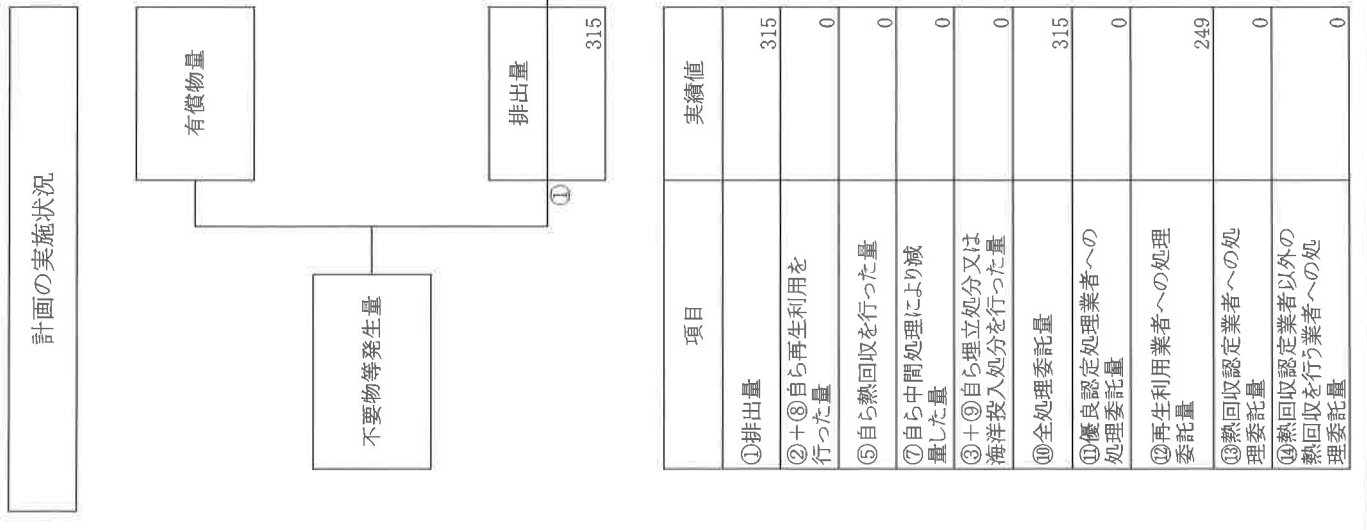 計画の実施状況
有償物量
不要物等発生量
①
排出量
315
項目
実績値
①排出量
315
②+⑧自ら再生利用を
行った量
0
⑤自ら熱回収を行った量
0
⑦自ら中間処理により減
量した量
0
③+⑨自ら埋立処分又は
海洋投入処分を行った量
0
⑩全処理委託量
315
⑪優良認定処理業者への
処理委託量
0
⑫再生利用業者への処理
委託量
249
⑬熱回収認定業者への処
理委託量
0
⑭熱回収認定業者以外の
熱回収を行う業者への処
理委託量
0